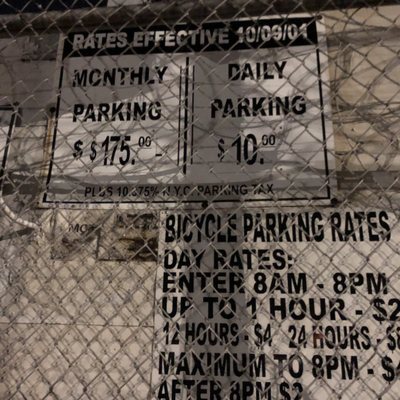 RATES EFFECTIVE 10/09/01
MONTHLY
PARKING
$ $175.00
DAILY
PARKING
$10.00
PLUS 10.375% N.Y.C. PARKING TAX
BICYCLE PARKING RATES
DAY RATES:
ENTER 8AM - 8PM
UP TO 1 HOUR - $2
12 HOURS - $4 24 HOURS - $
MAXIMUM TO 8PM - $4
AFTER 8PM $2